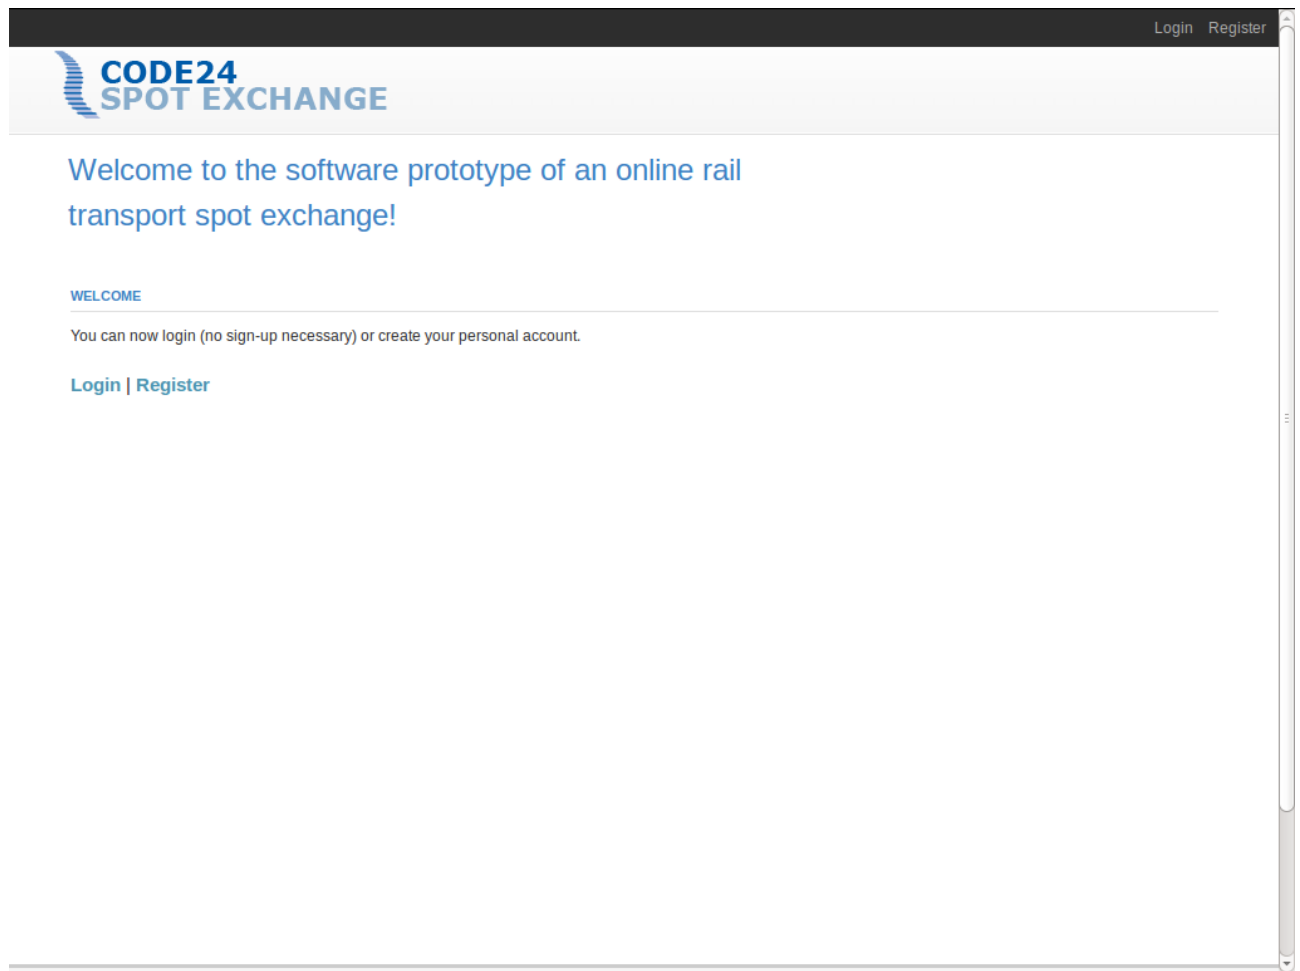 Login Register
CODE24
SPOT EXCHANGE
Welcome to the software prototype of an online rail
transport spot exchange!
WELCOME
You can now login (no sign-up necessary) or create your personal account.
Login | Register